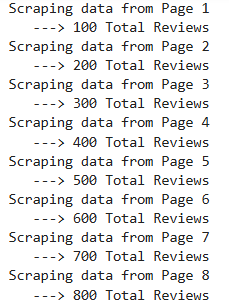 Scraping data from Page 1
---> 100 Total Reviews
Scraping data from Page 2
---> 200 Total Reviews
Scraping data from Page 3
---> 300 Total Reviews
Scraping data from Page 4
---> 400 Total Reviews
Scraping data from Page 5
---> 500 Total Reviews
Scraping data from Page 6
---> 600 Total Reviews
Scraping data from Page 7
---> 700 Total Reviews
Scraping data from Page 8
---> 800 Total Reviews